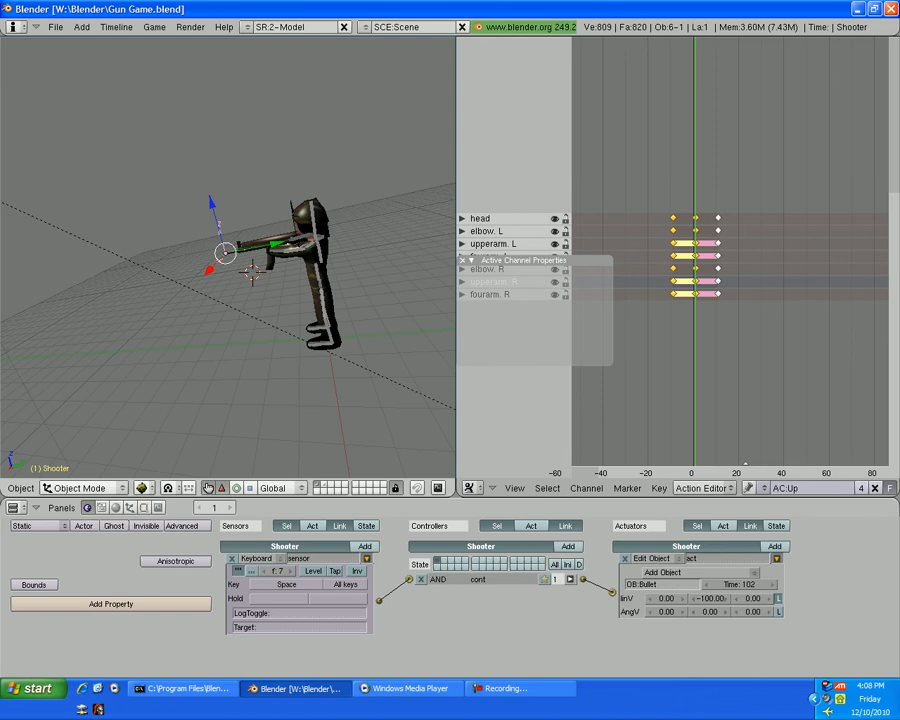 Blender [W:\Blender\Gun Game.blend]
File Add Timeline Game Render Help SR:2-Model SCE:Scene www.blender.org 249.2 Ve:609 | Fa:820 | Ob:6-1 | La:1 | Mem:3.60M (7.43M) | Time: | Shooter
head
elbow. L
upperarm. L
Active Channel Properties
elbow. R
upperarm. R
fourarm. R
z
(1) Shooter
-60 -40 -20 0 20 40 60 80
Object Object Mode Global View Select Channel Marker Key Action Editor AC:Up 4 F
Panels 1
Static Actor Ghost Invisible Advanced Sensors Sel Act Link State Controllers Sel Act Link Actuators Sel Act Link State
Shooter Add Shooter Add Shooter Add
Anisotropic Keyboard sensor State All Ini D Edit Object act
f: 7 Level Tap Inv AND cont 1 Add Object
Bounds Key Space All keys OB:Bullet Time: 102
Add Property Hold linV 0.00 -100.00 0.00 L
LogToggle: AngV 0.00 0.00 0.00 L
Target:
start C:\Program Files\Blen... Blender [W:\Blender\... Windows Media Player Recording... 4:08 PM
Friday
12/10/2010